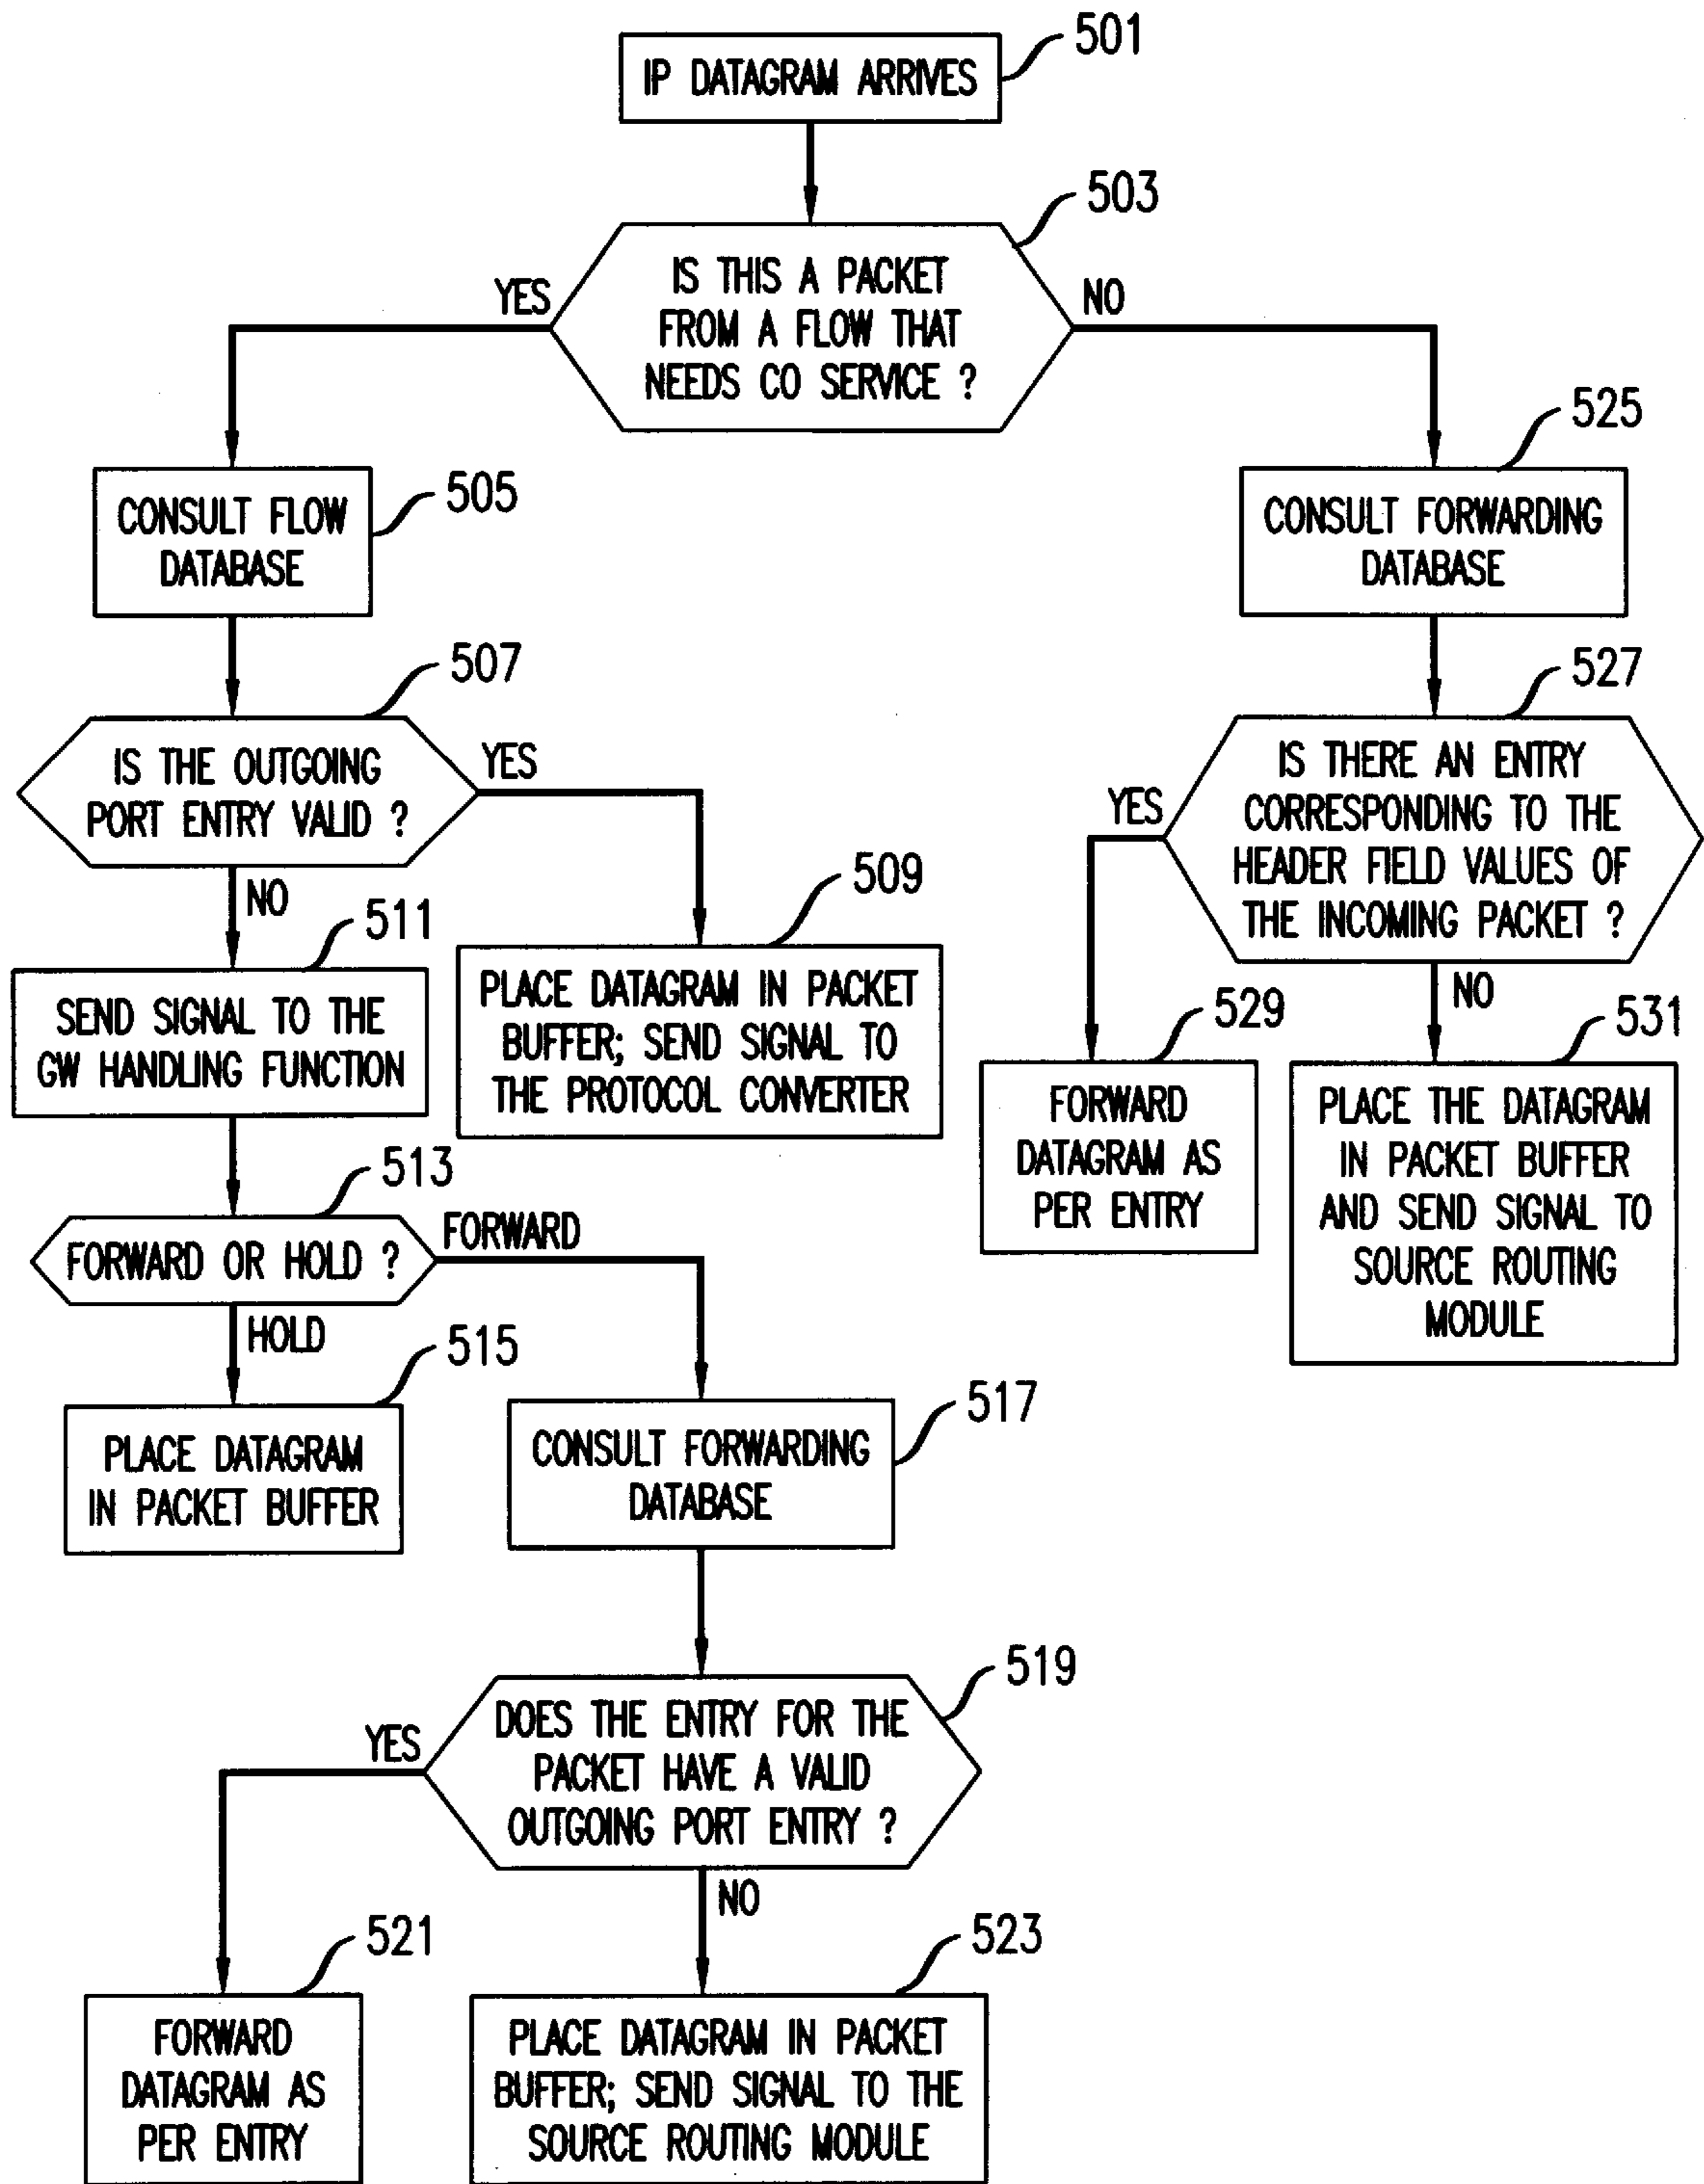 501
IP DATAGRAM ARRIVES
503
IS THIS A PACKET
FROM A FLOW THAT
NEEDS CO SERVICE ?
YES
NO
505
CONSULT FLOW
DATABASE
525
CONSULT FORWARDING
DATABASE
507
IS THE OUTGOING
PORT ENTRY VALID ?
YES
NO
527
IS THERE AN ENTRY
CORRESPONDING TO THE
HEADER FIELD VALUES OF
THE INCOMING PACKET ?
YES
NO
509
PLACE DATAGRAM IN PACKET
BUFFER; SEND SIGNAL TO
THE PROTOCOL CONVERTER
511
SEND SIGNAL TO THE
GW HANDLING FUNCTION
529
FORWARD
DATAGRAM AS
PER ENTRY
531
PLACE THE DATAGRAM
IN PACKET BUFFER
AND SEND SIGNAL TO
SOURCE ROUTING
MODULE
513
FORWARD OR HOLD ?
FORWARD
HOLD
515
PLACE DATAGRAM
IN PACKET BUFFER
517
CONSULT FORWARDING
DATABASE
519
DOES THE ENTRY FOR THE
PACKET HAVE A VALID
OUTGOING PORT ENTRY ?
YES
NO
521
FORWARD
DATAGRAM AS
PER ENTRY
523
PLACE DATAGRAM IN PACKET
BUFFER; SEND SIGNAL TO THE
SOURCE ROUTING MODULE